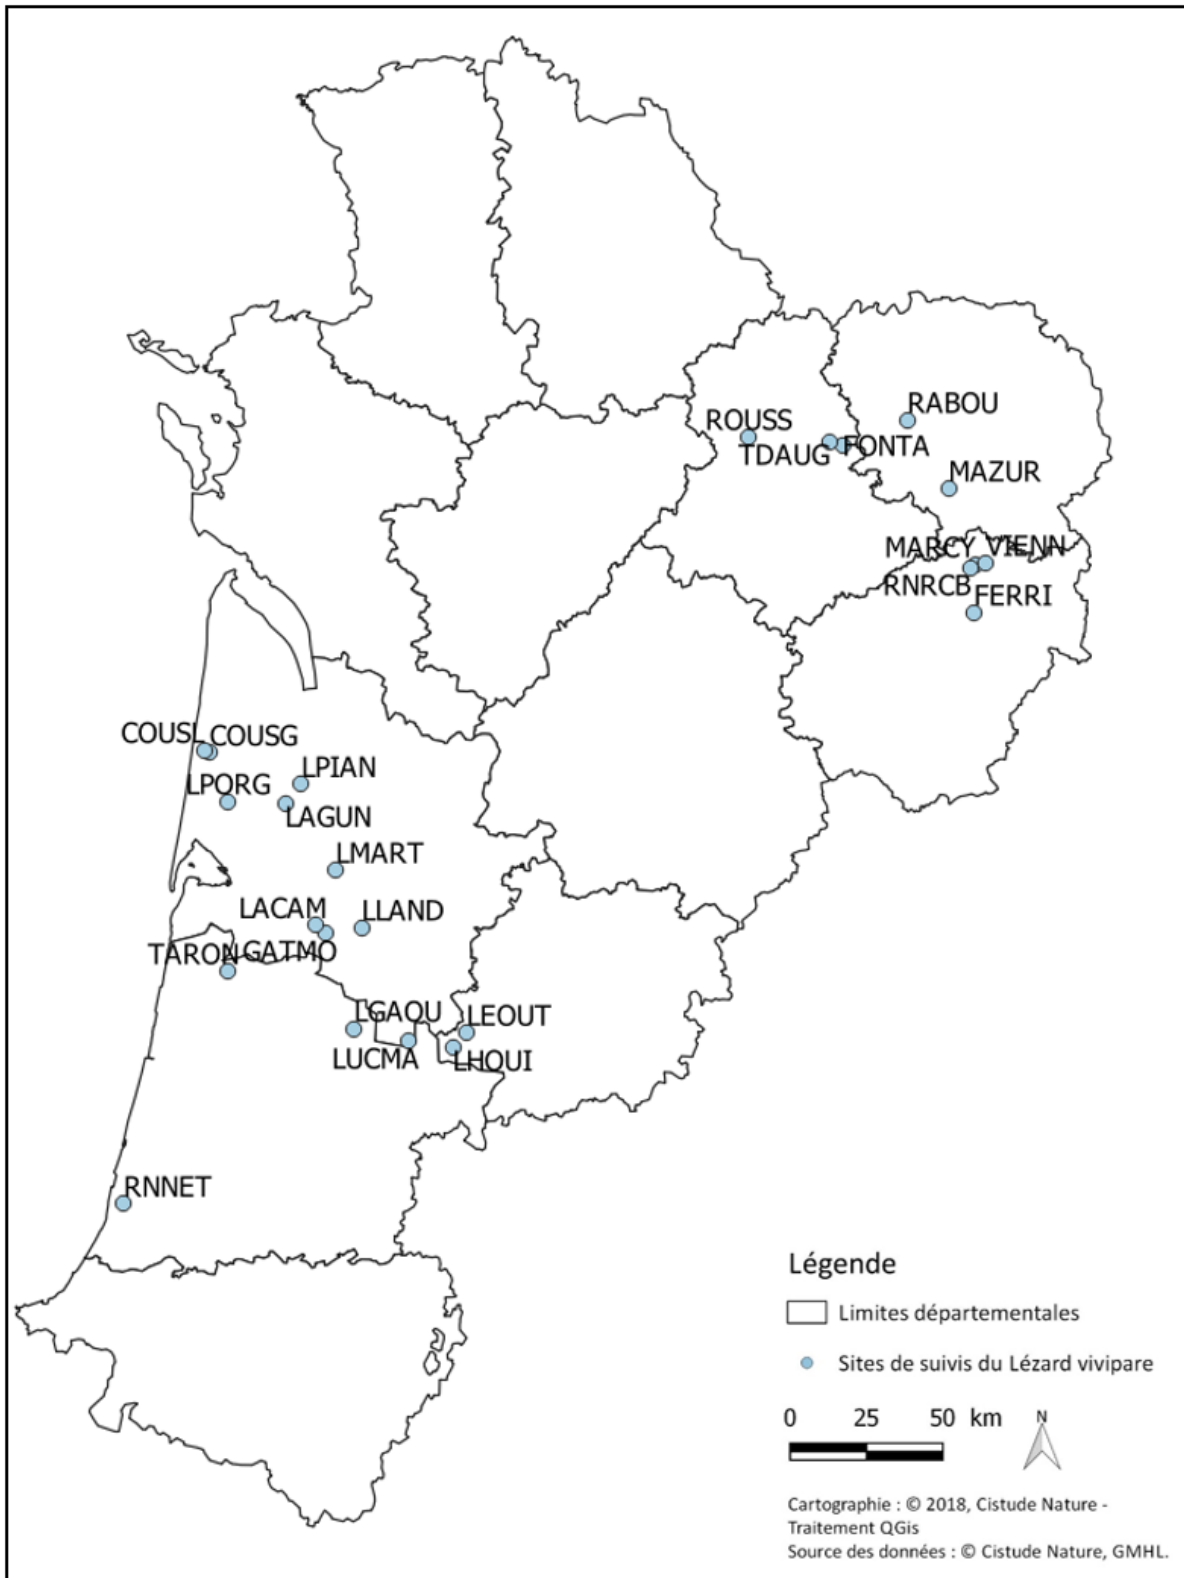 RABOU
ROUSS
TDAUG
FONTA
MAZUR
MARCY
VIENN
RNRCB
FERRI
COUSL
COUSG
LPIAN
LPORG
LAGUN
LMART
LACAM
LLAND
TARON
GATMO
LGAOU
LEOUT
LUCMA
LHOUI
RNNET
Légende
Limites départementales
Sites de suivis du Lézard vivipare
0 25 50 km
N
Cartographie : © 2018, Cistude Nature -
Traitement QGis
Source des données : © Cistude Nature, GMHL.